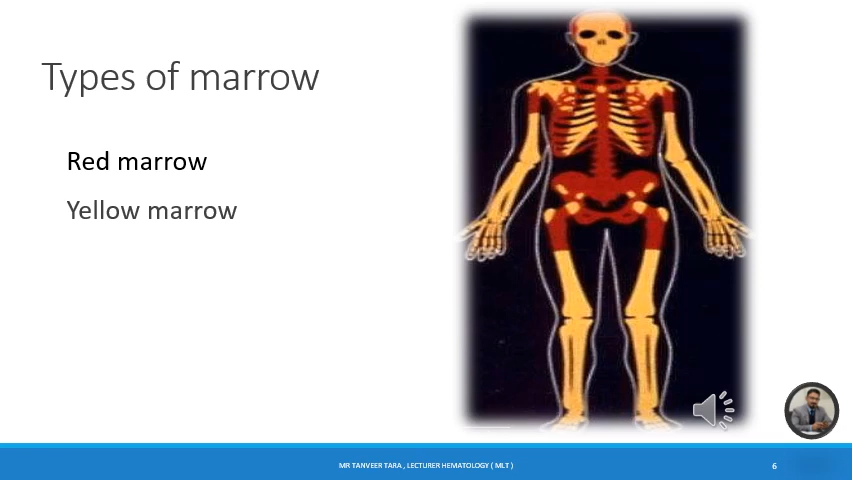 Types of marrow
Red marrow
Yellow marrow
MR TANVEER TARA , LECTURER HEMATOLOGY ( MLT )
6